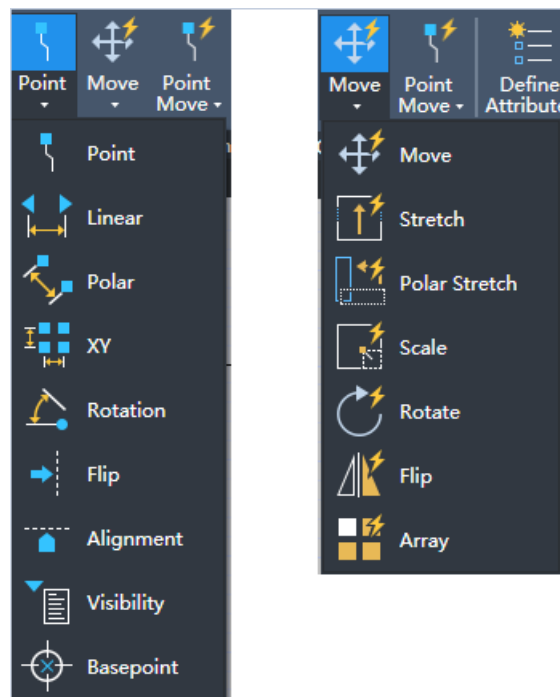 Point Move Point Move
Point
Linear
Polar
XY
Rotation
Flip
Alignment
Visibility
Basepoint
Move Point Move Define Attribute
Move
Stretch
Polar Stretch
Scale
Rotate
Flip
Array